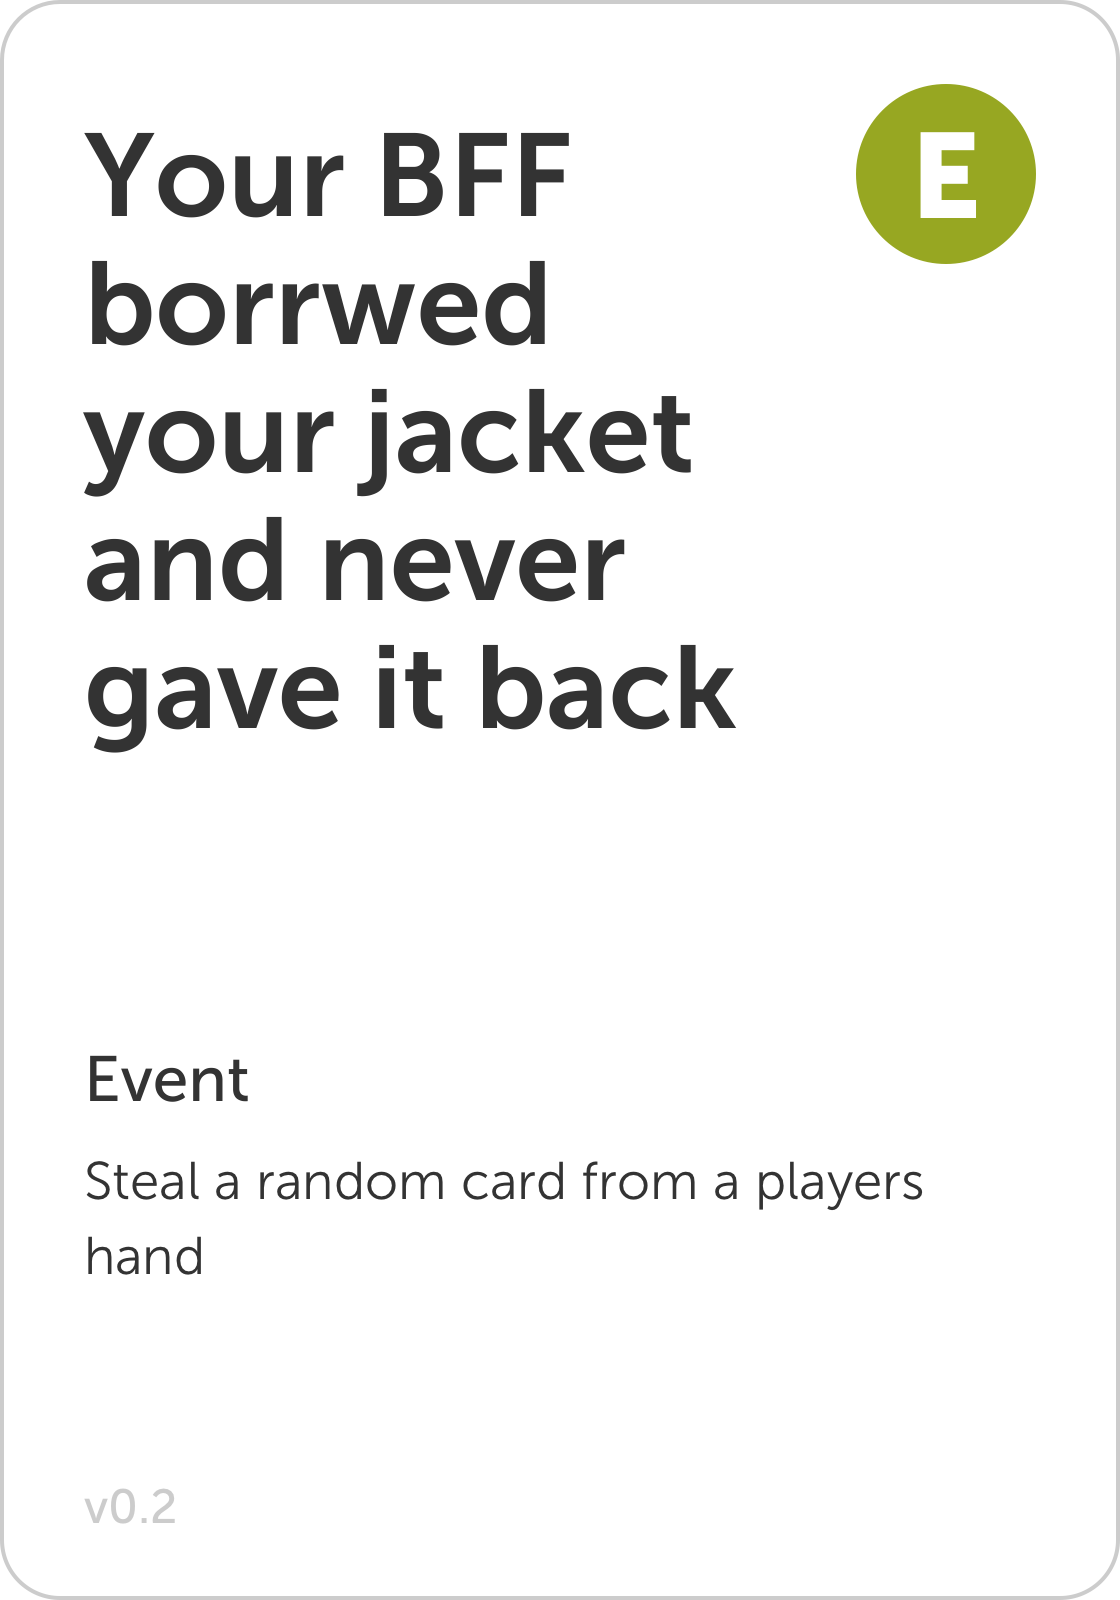 Your BFF
E
borrwed
your jacket
and never
gave it back
Event
Steal a random card from a players
hand
v0.2